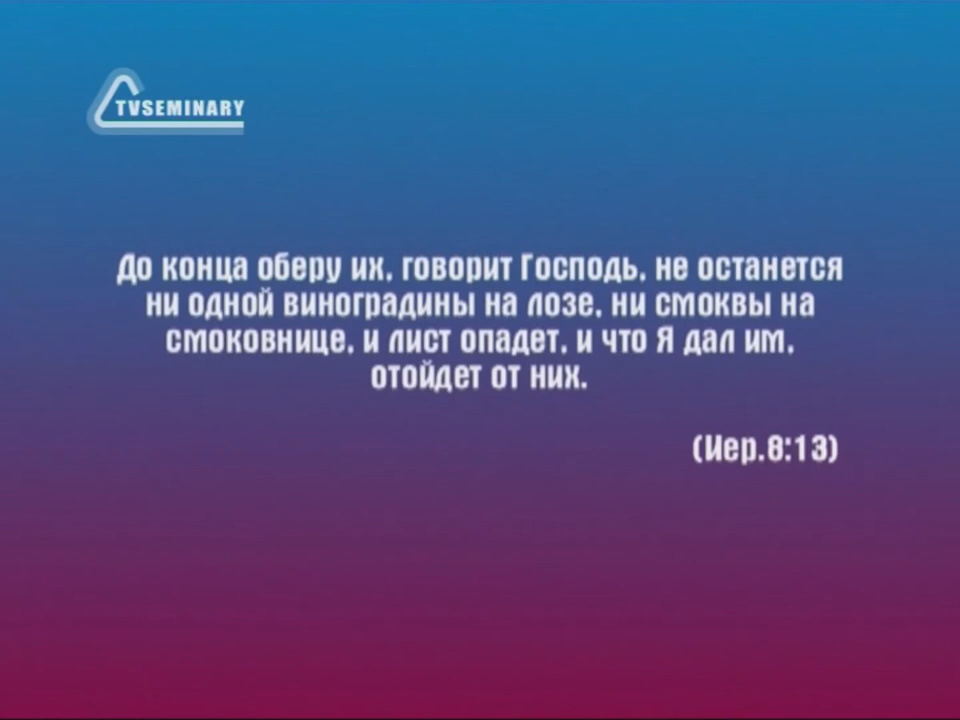 TVSEMINARY
До конца оберу их, говорит Господь, не останется
ни одной виноградины на лозе, ни смоквы на
смоковнице, и лист опадет, и что Я дал им,
отойдет от них.
(Иер.8:13)